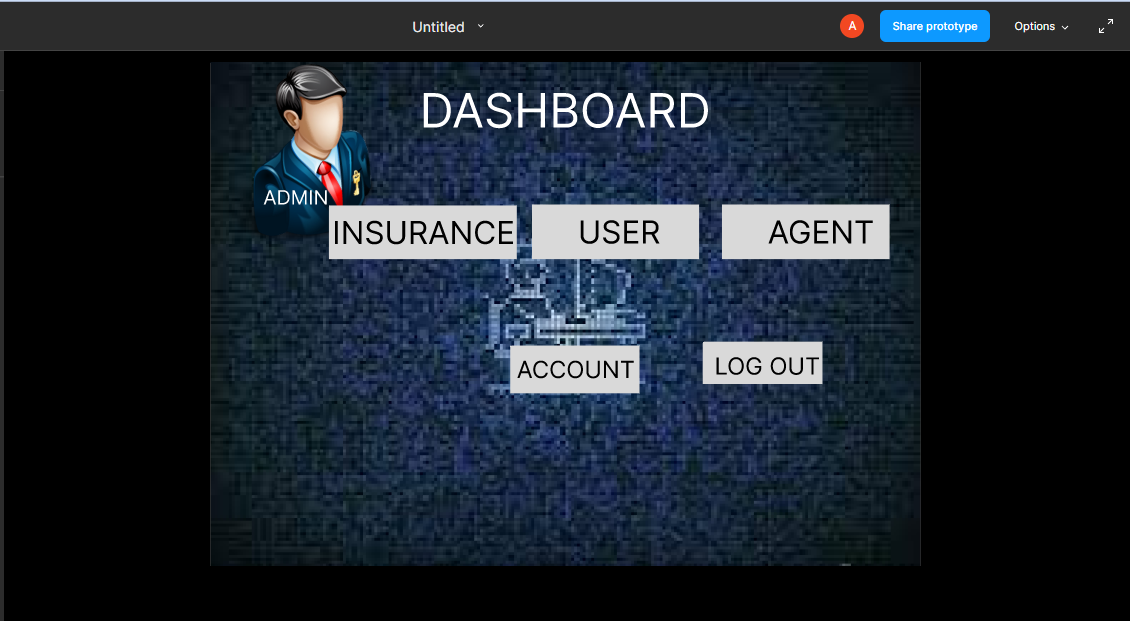 Untitled
A
Share prototype
Options
DASHBOARD
ADMIN
INSURANCE
USER
AGENT
ACCOUNT
LOG OUT